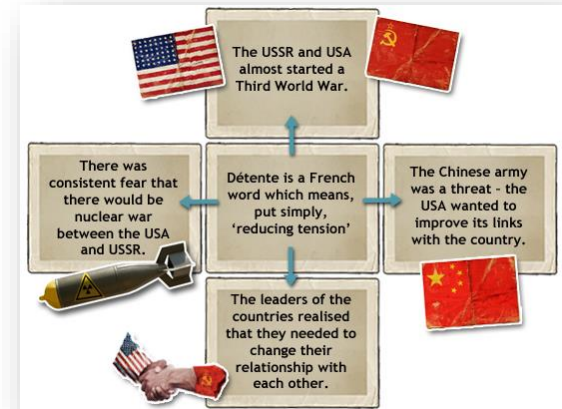 The USSR and USA
almost started a
Third World War.
There was
consistent fear that
there would be
nuclear war
between the USA
and USSR.
Détente is a French
word which means,
put simply,
‘reducing tension’
The Chinese army
was a threat - the
USA wanted to
improve its links
with the country.
The leaders of the
countries realised
that they needed to
change their
relationship with
each other.